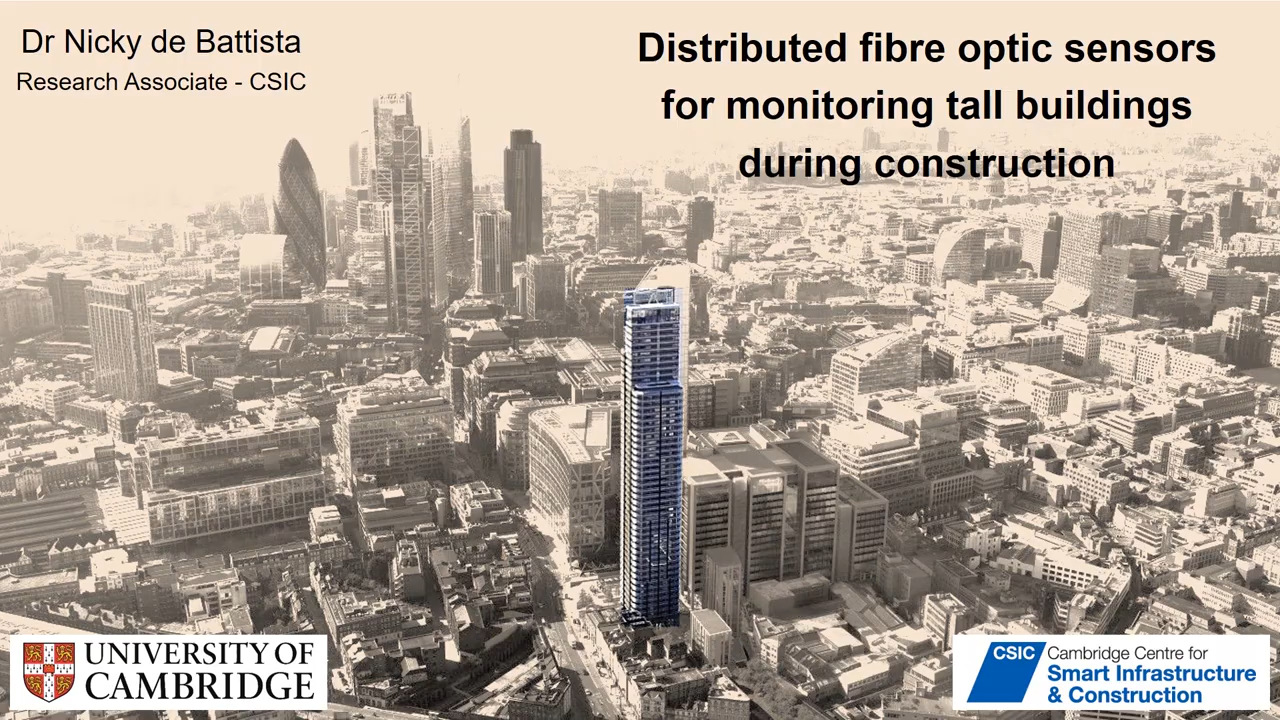 Dr Nicky de Battista
Research Associate - CSIC
Distributed fibre optic sensors
for monitoring tall buildings
during construction
UNIVERSITY OF
CAMBRIDGE
CSIC
Cambridge Centre for
Smart Infrastructure
& Construction